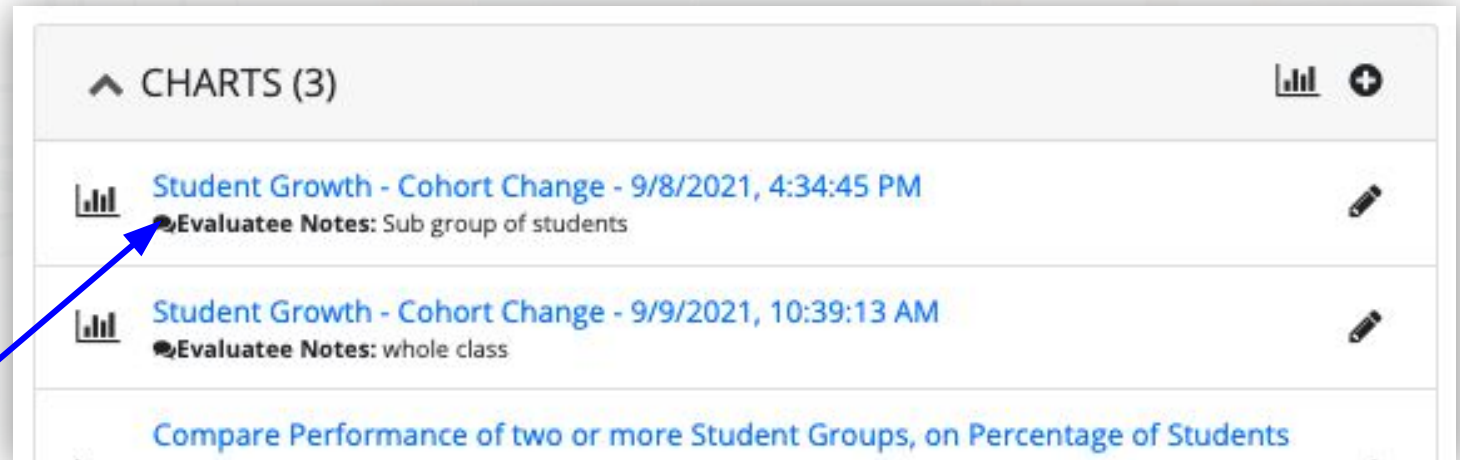 CHARTS (3)
Student Growth - Cohort Change - 9/8/2021, 4:34:45 PM
Evaluatee Notes: Sub group of students
Student Growth - Cohort Change - 9/9/2021, 10:39:13 AM
Evaluatee Notes: whole class
Compare Performance of two or more Student Groups, on Percentage of Students